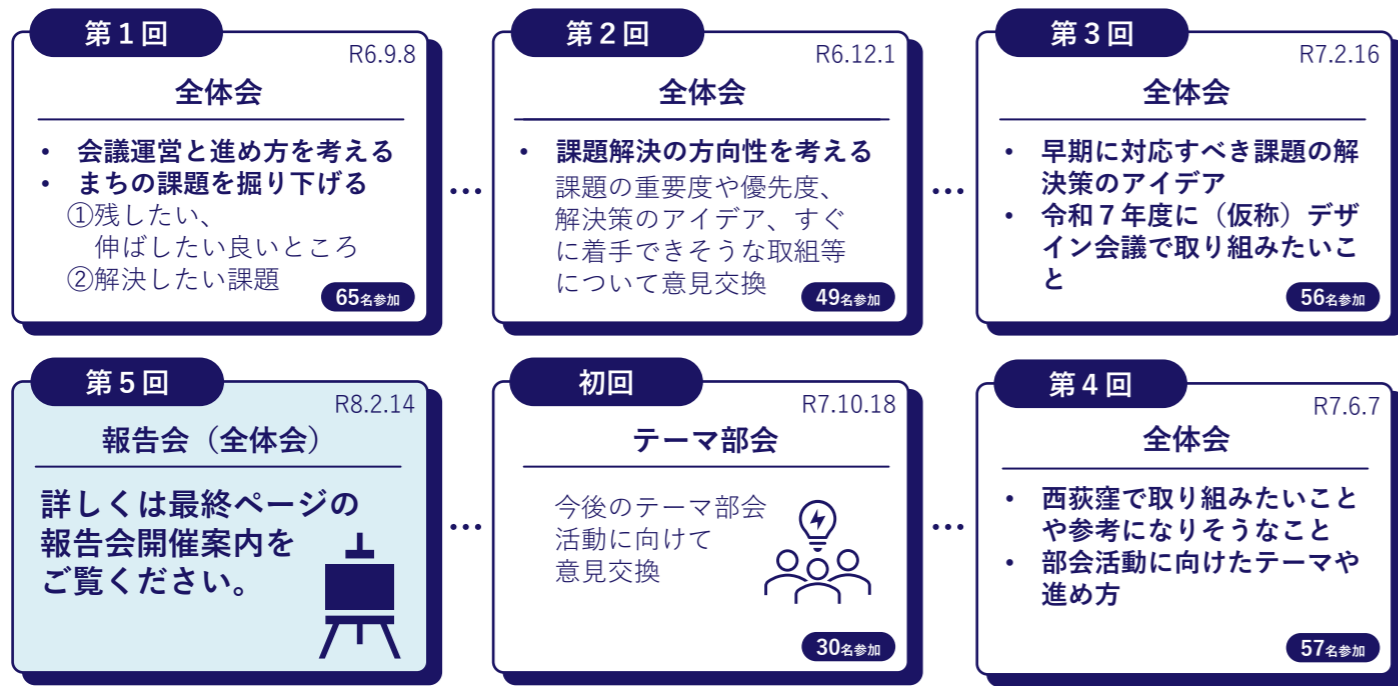 第1回
R6.9.8
全体会
• 会議運営と進め方を考える
• まちの課題を掘り下げる
①残したい、
伸ばしたい良いところ
②解決したい課題
65名参加
…
第2回
R6.12.1
全体会
• 課題解決の方向性を考える
課題の重要度や優先度、
解決策のアイデア、すぐ
に着手できそうな取組等
について意見交換
49名参加
…
第3回
R7.2.16
全体会
• 早期に対応すべき課題の解
決策のアイデア
• 令和7年度に（仮称）デザ
イン会議で取り組みたいこ
と
56名参加
第5回
R8.2.14
報告会（全体会）
詳しくは最終ページの
報告会開催案内を
ご覧ください。
…
初回
R7.10.18
テーマ部会
今後のテーマ部会
活動に向けて
意見交換
30名参加
…
第4回
R7.6.7
全体会
• 西荻窪で取り組みたいこと
や参考になりそうなこと
• 部会活動に向けたテーマや
進め方
57名参加